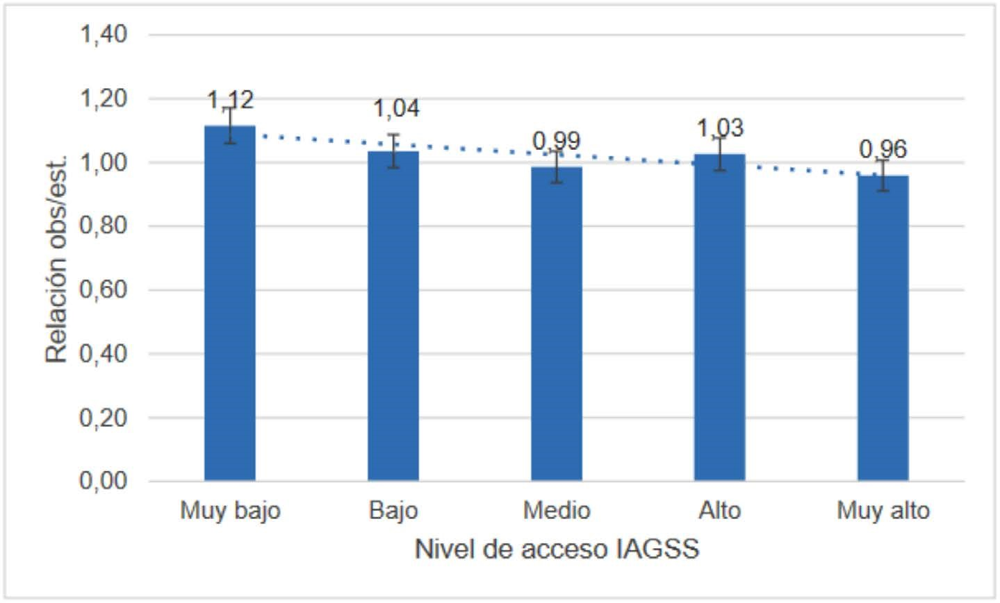 1,40
1,20
1,00
0,80
0,60
0,40
0,20
0,00
Relación obs/est.
1,12
1,04
0,99
1,03
0,96
Muy bajo
Bajo
Medio
Alto
Muy alto
Nivel de acceso IAGSS